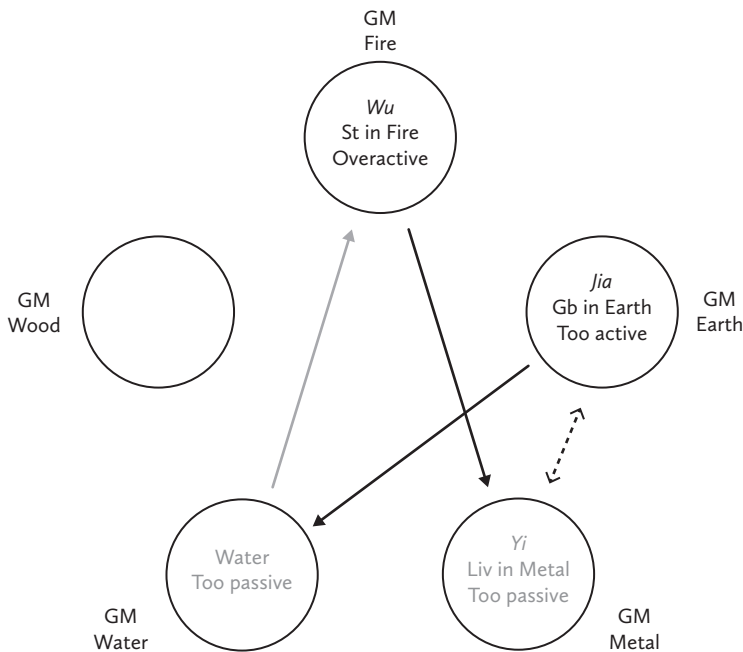 GM
Fire
Wu
St in Fire
Overactive
GM
Wood
Jia
Gb in Earth
Too active
GM
Earth
Water
Too passive
GM
Water
Yi
Liv in Metal
Too passive
GM
Metal